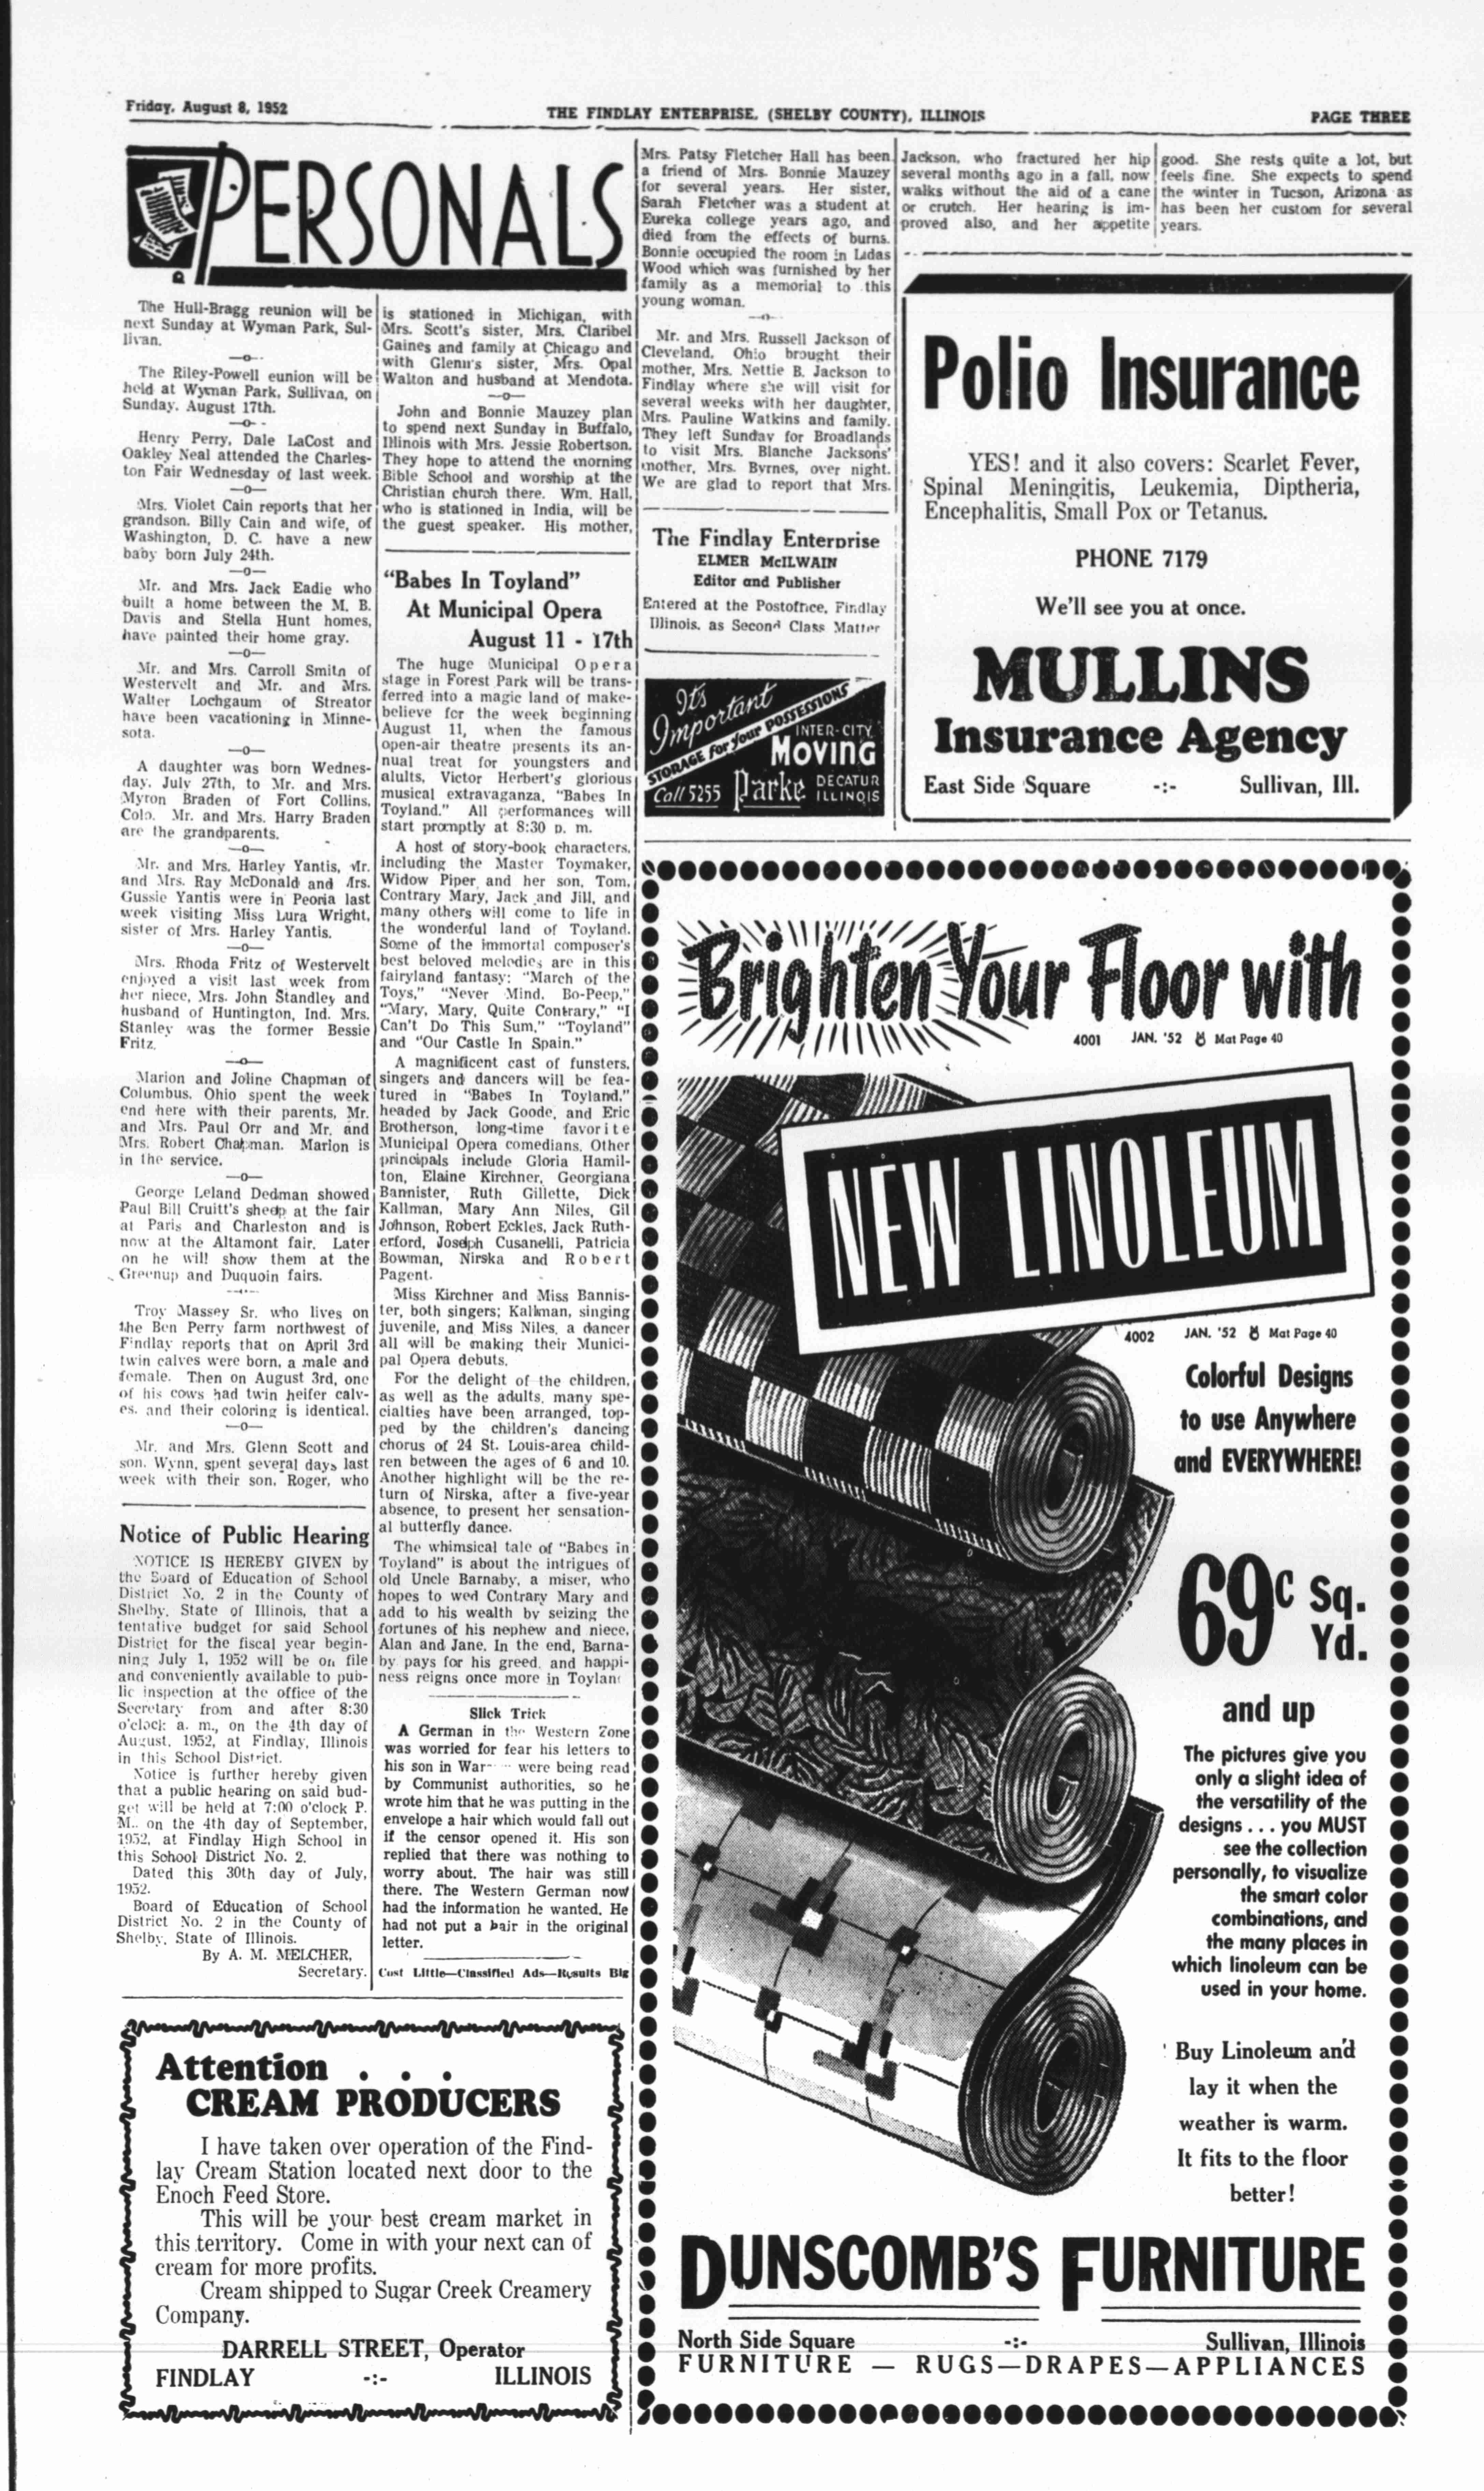 Friday, August 8, 1952
THE FINDLAY ENTERPRISE, (SHELBY COUNTY), ILLINOIS
PAGE THREE
PERSONALS
The Hull-Bragg reunion will be
next Sunday at Wyman Park, Sul-
livan.
—o—
The Riley-Powell eunion will be
held at Wyman Park, Sullivan, on
Sunday, August 17th.
—o—
Henry Perry, Dale LaCost and
Oakley Neal attended the Charles-
ton Fair Wednesday of last week.
—o—
Mrs. Violet Cain reports that her
grandson, Billy Cain and wife, of
Washington, D. C. have a new
baby born July 24th.
—o—
Mr. and Mrs. Jack Eadie who
built a home between the M. B.
Davis and Stella Hunt homes,
have painted their home gray.
—o—
Mr. and Mrs. Carroll Smith of
Westervelt and Mr. and Mrs.
Walter Lochgaum of Streator
have been vacationing in Minne-
sota.
—o—
A daughter was born Wednes-
day, July 27th, to Mr. and Mrs.
Myron Braden of Fort Collins,
Colo. Mr. and Mrs. Harry Braden
are the grandparents.
—o—
Mr. and Mrs. Harley Yantis, Mr.
and Mrs. Ray McDonald and Mrs.
Gussie Yantis were in Peoria last
week visiting Miss Lura Wright,
sister of Mrs. Harley Yantis.
—o—
Mrs. Rhoda Fritz of Westervelt
enjoyed a visit last week from
her niece, Mrs. John Standley and
husband of Huntington, Ind. Mrs.
Stanley was the former Bessie
Fritz.
—o—
Marion and Joline Chapman of
Columbus, Ohio spent the week
end here with their parents, Mr.
and Mrs. Paul Orr and Mr. and
Mrs. Robert Chapman. Marion is
in the service.
—o—
George Leland Dedman showed
Paul Bill Cruitt's sheep at the fair
at Paris and Charleston and is
now at the Altamont fair. Later
on he will show them at the
Greenup and Duquoin fairs.
Troy Massey Sr. who lives on
the Ben Perry farm northwest of
Findlay reports that on April 3rd
twin calves were born, a male and
female. Then on August 3rd, one
of his cows had twin heifer calv-
es, and their coloring is identical.
—o—
Mr. and Mrs. Glenn Scott and
son, Wynn, spent several days last
week with their son, Roger, who
is stationed in Michigan, with
Mrs. Scott's sister, Mrs. Claribel
Gaines and family at Chicago and
with Glenn's sister, Mrs. Opal
Walton and husband at Mendota.
—o—
John and Bonnie Mauzey plan
to spend next Sunday in Buffalo,
Illinois with Mrs. Jessie Robertson.
They hope to attend the morning
Bible School and worship at the
Christian church there. Wm. Hall,
who is stationed in India, will be
the guest speaker. His mother,
Mrs. Patsy Fletcher Hall has been
a friend of Mrs. Bonnie Mauzey
for several years. Her sister,
Sarah Fletcher was a student at
Eureka college years ago, and
died from the effects of burns.
Bonnie occupied the room in Lidas
Wood which was furnished by her
family as a memorial to this
young woman.
—o—
Mr. and Mrs. Russell Jackson of
Cleveland, Ohio brought their
mother, Mrs. Nettie B. Jackson to
Findlay where she will visit for
several weeks with her daughter,
Mrs. Pauline Watkins and family.
They left Sunday for Broadlands
to visit Mrs. Blanche Jacksons'
mother, Mrs. Byrnes, over night.
We are glad to report that Mrs.
Jackson, who fractured her hip
several months ago in a fall, now
walks without the aid of a cane
or crutch. Her hearing is im-
proved also, and her appetite
good. She rests quite a lot, but
feels fine. She expects to spend
the winter in Tucson, Arizona as
has been her custom for several
years.
Notice of Public Hearing
NOTICE IS HEREBY GIVEN by
the Board of Education of School
District No. 2 in the County of
Shelby, State of Illinois, that a
tentative budget for said School
District for the fiscal year begin-
ning July 1, 1952 will be on file
and conveniently available to pub-
lic inspection at the office of the
Secretary from and after 8:30
o'clock a. m., on the 4th day of
August, 1952, at Findlay, Illinois
in this School District.
Notice is further hereby given
that a public hearing on said bud-
get will be held at 7:00 o'clock P.
M., on the 4th day of September,
1952, at Findlay High School in
this School District No. 2.
Dated this 30th day of July,
1952.
Board of Education of School
District No. 2 in the County of
Shelby, State of Illinois.
By A. M. MELCHER,
Secretary.
"Babes In Toyland"
At Municipal Opera
August 11 - 17th
The huge Municipal Opera
stage in Forest Park will be trans-
ferred into a magic land of make-
believe for the week beginning
August 11, when the famous
open-air theatre presents its an-
nual treat for youngsters and
alults, Victor Herbert's glorious
musical extravaganza, "Babes In
Toyland." All performances will
start promptly at 8:30 p. m.
A host of story-book characters,
including the Master Toymaker,
Widow Piper and her son, Tom,
Contrary Mary, Jack and Jill, and
many others will come to life in
the wonderful land of Toyland.
Some of the immortal composer's
best beloved melodies are in this
fairyland fantasy: "March of the
Toys," "Never Mind, Bo-Peep,"
"Mary, Mary, Quite Contrary," "I
Can't Do This Sum," "Toyland"
and "Our Castle In Spain."
A magnificent cast of funsters,
singers and dancers will be fea-
tured in "Babes In Toyland,"
headed by Jack Goode, and Eric
Brotherson, long-time favorite
Municipal Opera comedians. Other
principals include Gloria Hamil-
ton, Elaine Kirchner, Georgiana
Bannister, Ruth Gillette, Dick
Kallman, Mary Ann Niles, Gil
Johnson, Robert Eckles, Jack Ruth-
erford, Joseph Cusanelli, Patricia
Bowman, Nirska and Robert
Pagent.
Miss Kirchner and Miss Bannis-
ter, both singers; Kallman, singing
juvenile, and Miss Niles, a dancer
all will be making their Munici-
pal Opera debuts.
For the delight of the children,
as well as the adults, many spe-
cialties have been arranged, top-
ped by the children's dancing
chorus of 24 St. Louis-area child-
ren between the ages of 6 and 10.
Another highlight will be the re-
turn of Nirska, after a five-year
absence, to present her sensation-
al butterfly dance.
The whimsical tale of "Babes in
Toyland" is about the intrigues of
old Uncle Barnaby, a miser, who
hopes to wed Contrary Mary and
add to his wealth by seizing the
fortunes of his nephew and niece,
Alan and Jane. In the end, Barna-
by pays for his greed, and happi-
ness reigns once more in Toyland
Slick Trick
A German in the Western Zone
was worried for fear his letters to
his son in were being read
by Communist authorities, so he
wrote him that he was putting in the
envelope a hair which would fall out
if the censor opened it. His son
replied that there was nothing to
worry about. The hair was still
there. The Western German now
had the information he wanted. He
had not put a hair in the original
letter.
Cost Little—Classified Ads—Results Big
The Findlay Enterprise
ELMER McILWAIN
Editor and Publisher
Entered at the Postoffice, Findlay
Illinois, as Second Class Matter
It's
Important
STORAGE for your POSSESSIONS
INTER-CITY
MOVING
Call 5255 Parke DECATUR
ILLINOIS
Polio Insurance
YES! and it also covers: Scarlet Fever,
Spinal Meningitis, Leukemia, Diptheria,
Encephalitis, Small Pox or Tetanus.
PHONE 7179
We'll see you at once.
MULLINS
Insurance Agency
East Side Square -:- Sullivan, Ill.
Attention . . .
CREAM PRODUCERS
I have taken over operation of the Find-
lay Cream Station located next door to the
Enoch Feed Store.
This will be your best cream market in
this territory. Come in with your next can of
cream for more profits.
Cream shipped to Sugar Creek Creamery
Company.
DARRELL STREET, Operator
FINDLAY -:- ILLINOIS
Brighten Your Floor with
4001 JAN. '52 Mat Page 40
NEW LINOLEUM
4002 JAN. '52 Mat Page 40
Colorful Designs
to use Anywhere
and EVERYWHERE!
69c Sq.
Yd.
and up
The pictures give you
only a slight idea of
the versatility of the
designs . . . you MUST
see the collection
personally, to visualize
the smart color
combinations, and
the many places in
which linoleum can be
used in your home.
Buy Linoleum and
lay it when the
weather is warm.
It fits to the floor
better!
DUNSCOMB'S FURNITURE
North Side Square -:- Sullivan, Illinois
FURNITURE — RUGS—DRAPES—APPLIANCES